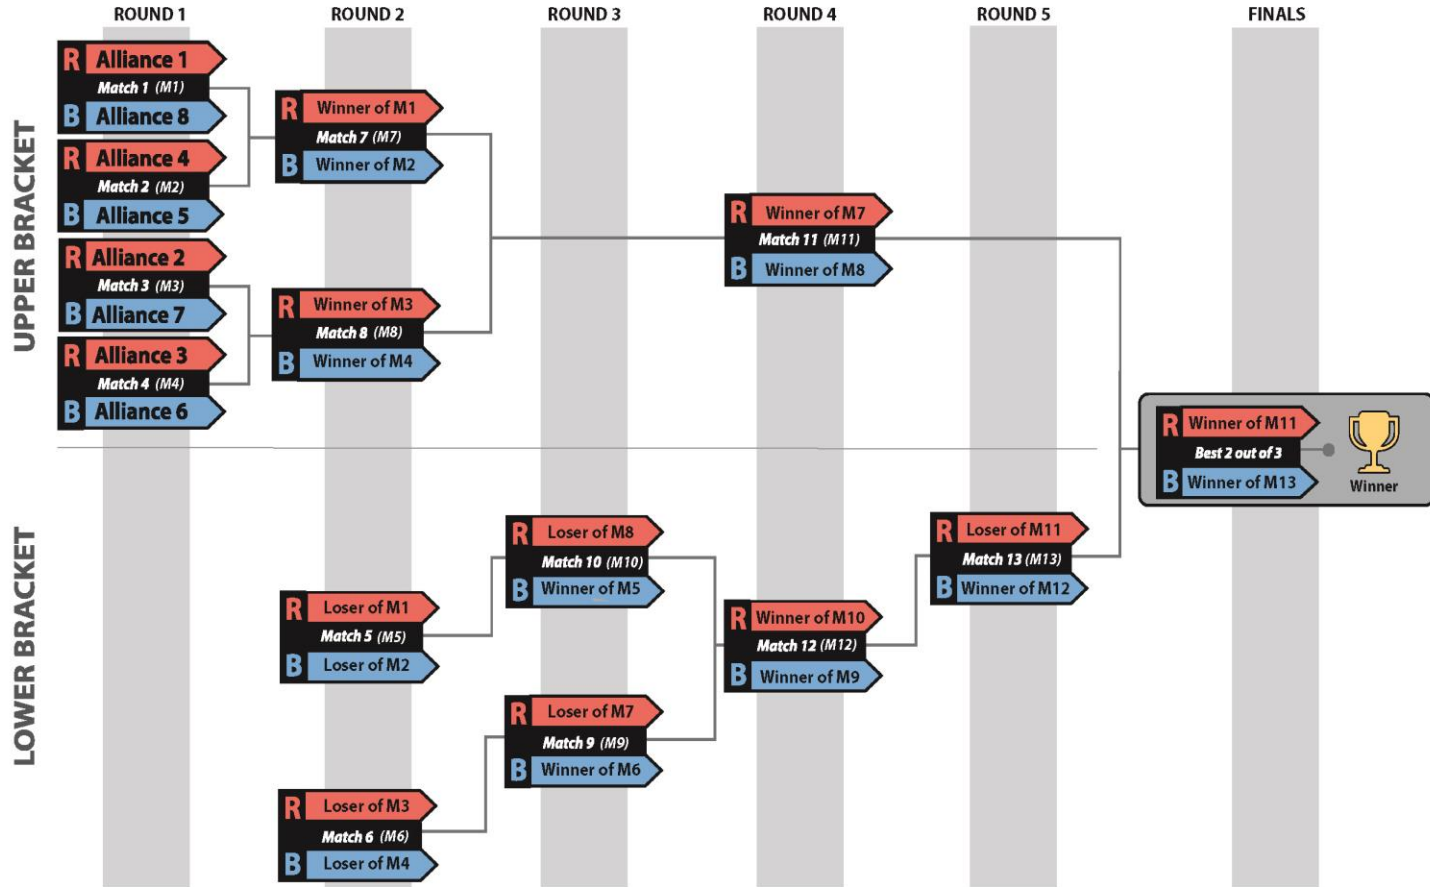 ROUND 1
ROUND 2
ROUND 3
ROUND 4
ROUND 5
FINALS
UPPER BRACKET
R Alliance 1
Match 1 (M1)
B Alliance 8
R Alliance 4
Match 2 (M2)
B Alliance 5
R Alliance 2
Match 3 (M3)
B Alliance 7
R Alliance 3
Match 4 (M4)
B Alliance 6
R Winner of M1
Match 7 (M7)
B Winner of M2
R Winner of M3
Match 8 (M8)
B Winner of M4
R Winner of M7
Match 11 (M11)
B Winner of M8
R Winner of M11
Best 2 out of 3
B Winner of M13
Winner
LOWER BRACKET
R Loser of M1
Match 5 (M5)
B Loser of M2
R Loser of M3
Match 6 (M6)
B Loser of M4
R Loser of M8
Match 10 (M10)
B Winner of M5
R Loser of M7
Match 9 (M9)
B Winner of M6
R Winner of M10
Match 12 (M12)
B Winner of M9
R Loser of M11
Match 13 (M13)
B Winner of M12